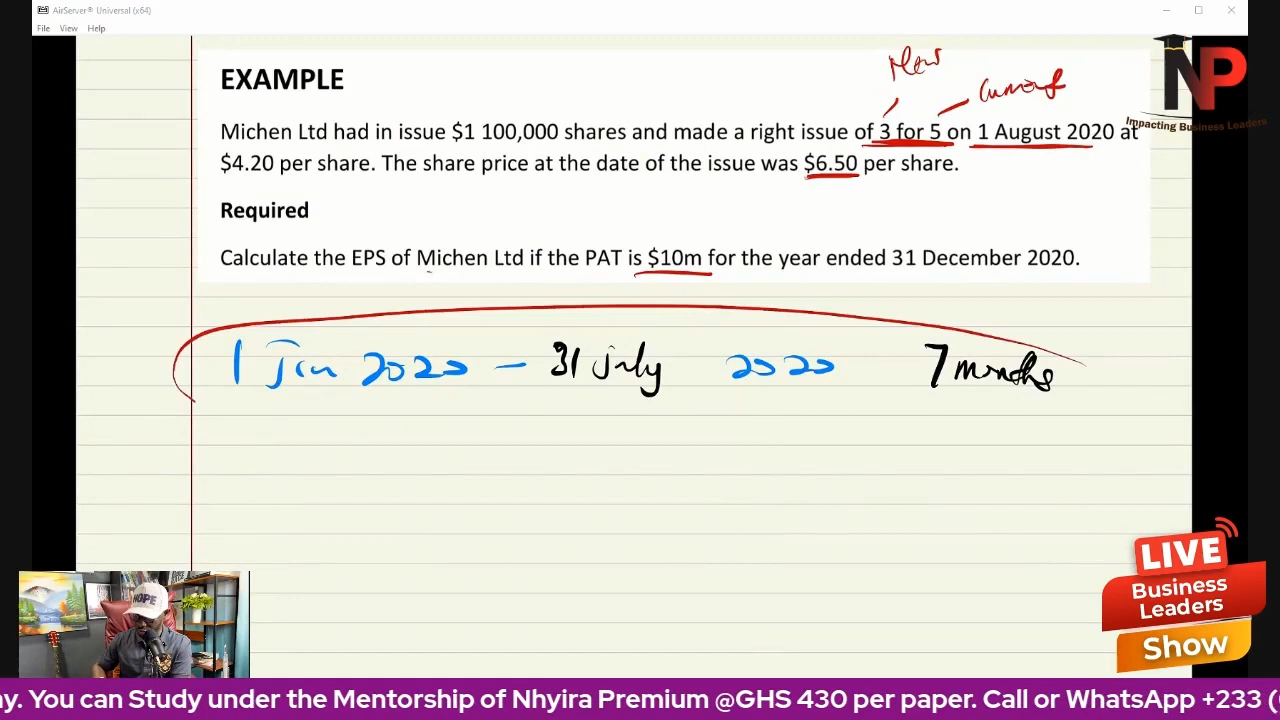 AirServer® Universal (x64)
File View Help
EXAMPLE
New
Current
Michen Ltd had in issue $1 100,000 shares and made a right issue of 3 for 5 on 1 August 2020 at
$4.20 per share. The share price at the date of the issue was $6.50 per share.
Required
Calculate the EPS of Michen Ltd if the PAT is $10m for the year ended 31 December 2020.
1 Jan 2020 – 31 july 2020 7 months
NP
Impacting Business Leaders
HOPE
LIVE
Business
Leaders
Show
ay. You can Study under the Mentorship of Nhyira Premium @GHS 430 per paper. Call or WhatsApp +233 (